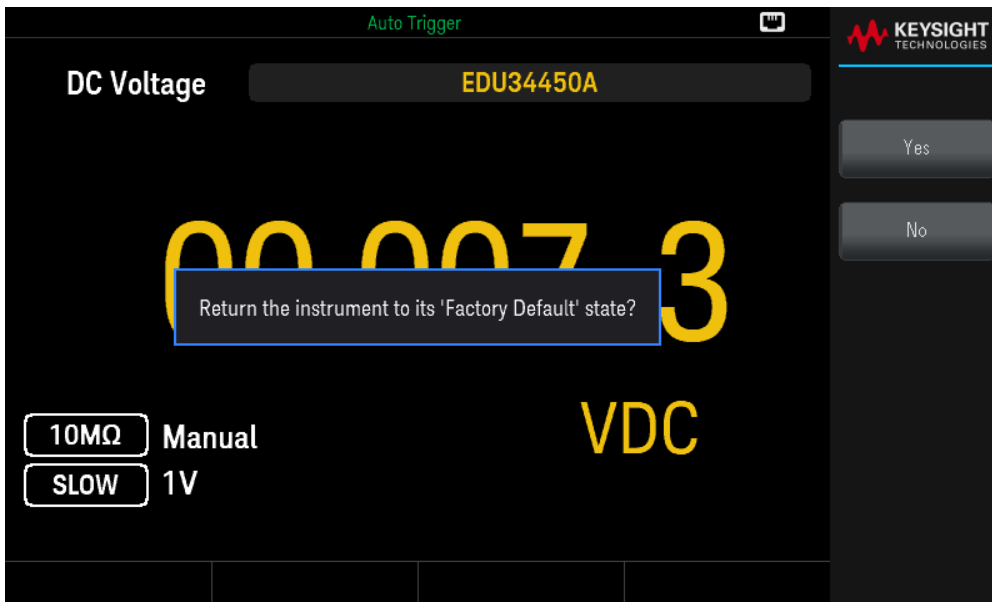 Auto Trigger
KEYSIGHT
TECHNOLOGIES
DC Voltage
EDU34450A
Yes
No
Return the instrument to its 'Factory Default' state?
VDC
10MΩ Manual
SLOW 1V